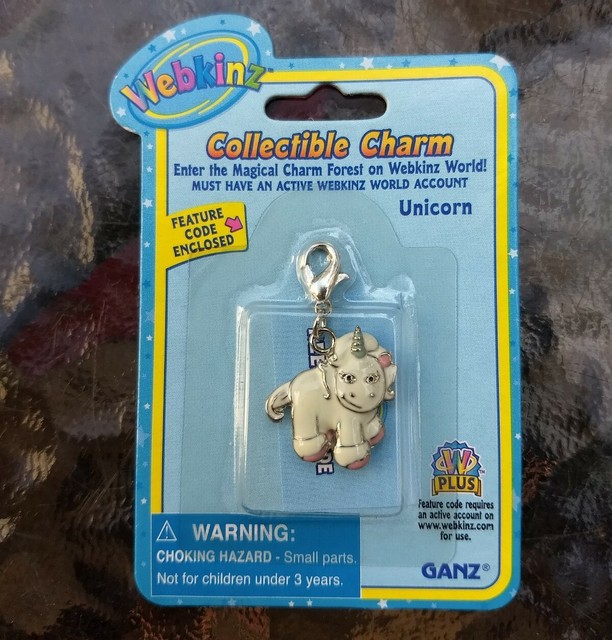 Webkinz™
Collectible Charm
Enter the Magical Charm Forest on Webkinz World!
MUST HAVE AN ACTIVE WEBKINZ WORLD ACCOUNT
Unicorn
FEATURE
CODE
ENCLOSED
W
PLUS
Feature code requires
an active account on
www.webkinz.com
for use.
WARNING:
CHOKING HAZARD - Small parts.
Not for children under 3 years.
GANZ®